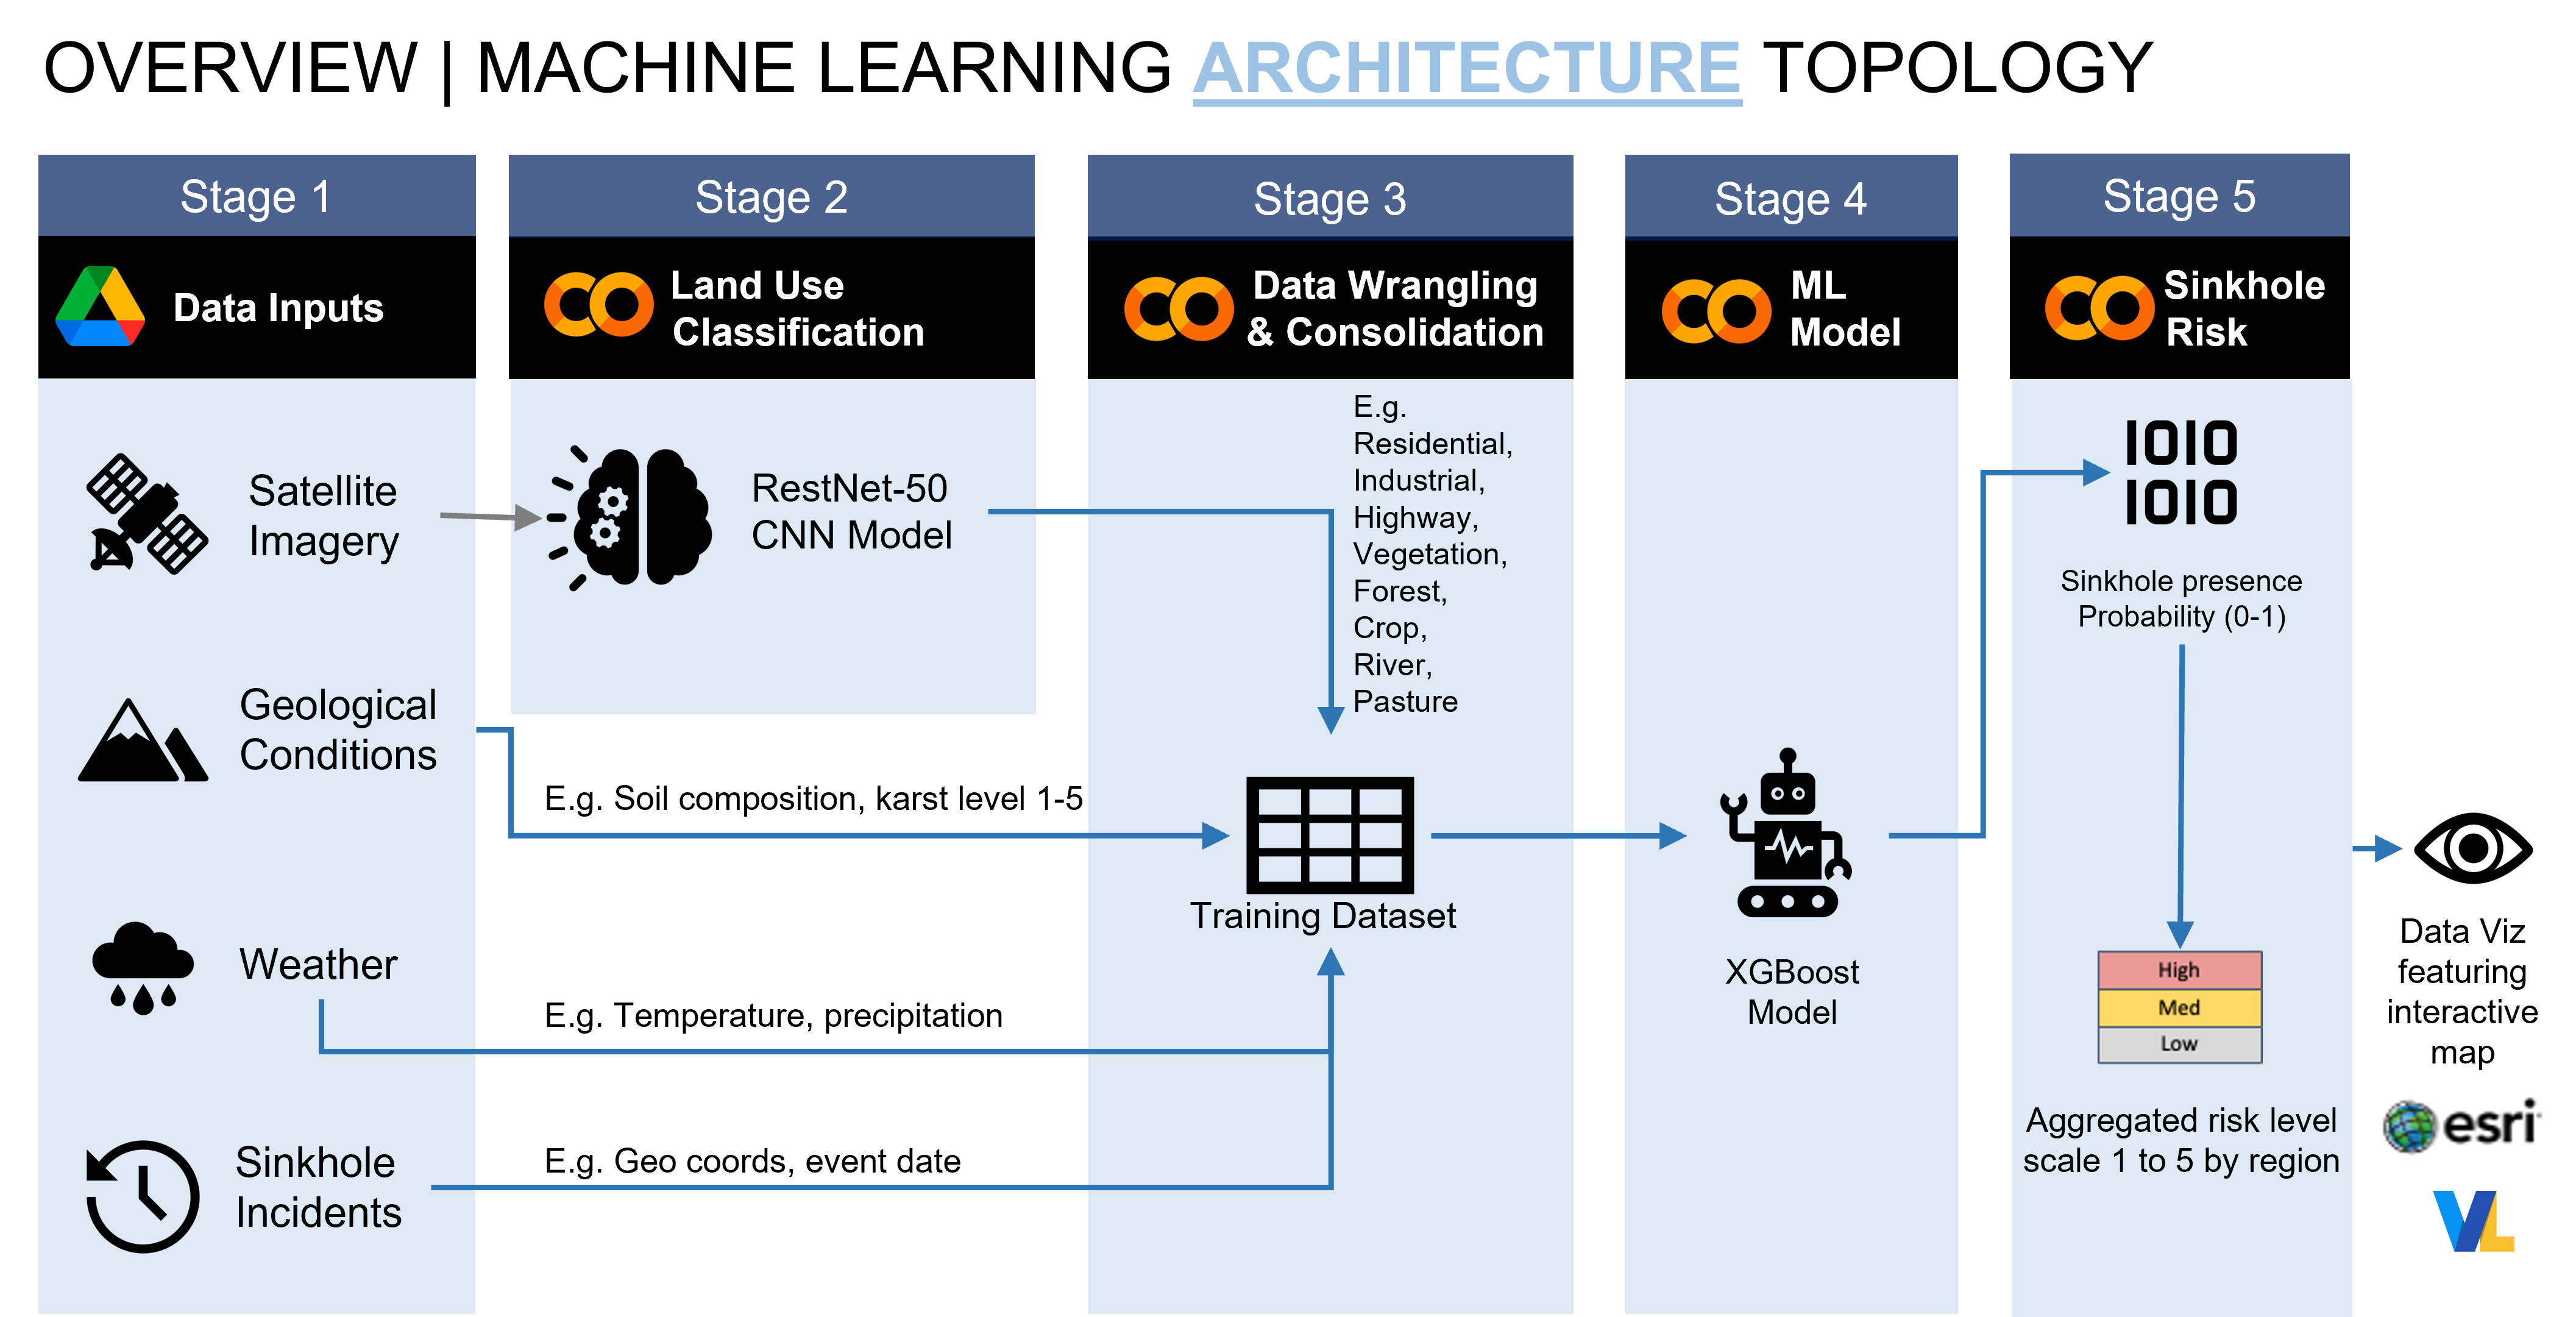 OVERVIEW | MACHINE LEARNING ARCHITECTURE TOPOLOGY
Stage 1
Data Inputs
Satellite
Imagery
Geological
Conditions
Weather
Sinkhole
Incidents
Stage 2
Land Use
Classification
RestNet-50
CNN Model
E.g. Soil composition, karst level 1-5
E.g. Temperature, precipitation
E.g. Geo coords, event date
Stage 3
Data Wrangling
& Consolidation
E.g.
Residential,
Industrial,
Highway,
Vegetation,
Forest,
Crop,
River,
Pasture
Training Dataset
Stage 4
ML
Model
XGBoost
Model
Stage 5
Sinkhole
Risk
1010
1010
Sinkhole presence
Probability (0-1)
High
Med
Low
Aggregated risk level
scale 1 to 5 by region
Data Viz
featuring
interactive
map
esri
VL